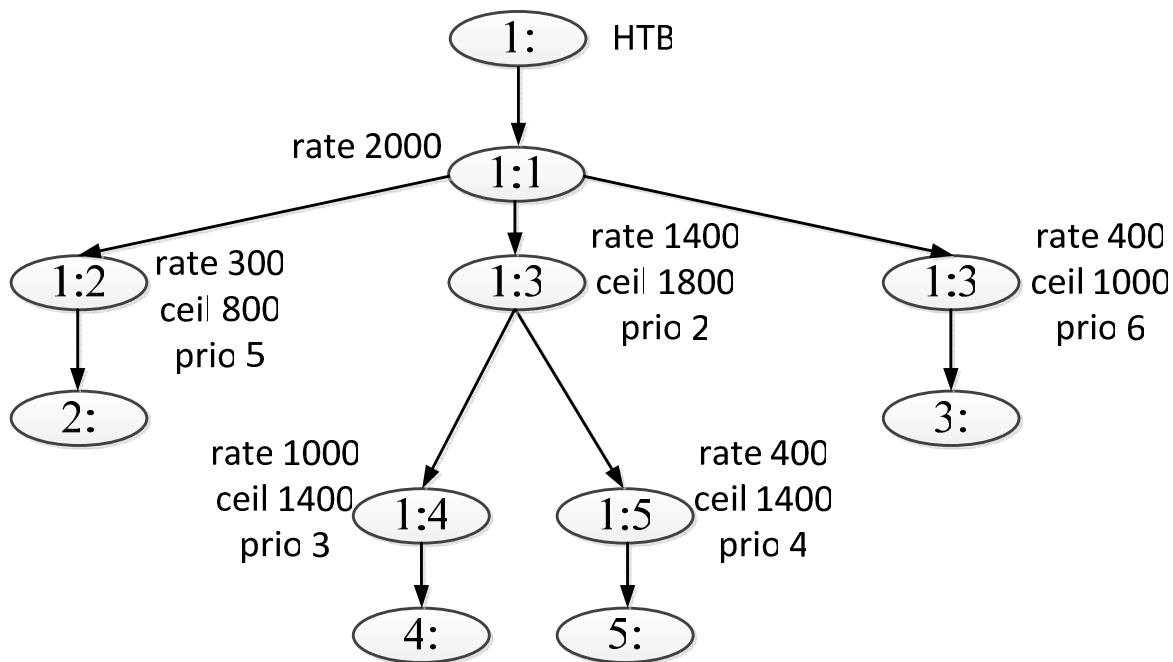 1:
HTB
rate 2000
1:1
1:2
rate 300
ceil 800
prio 5
1:3
rate 1400
ceil 1800
prio 2
1:3
rate 400
ceil 1000
prio 6
2:
3:
rate 1000
ceil 1400
prio 3
1:4
1:5
rate 400
ceil 1400
prio 4
4:
5: